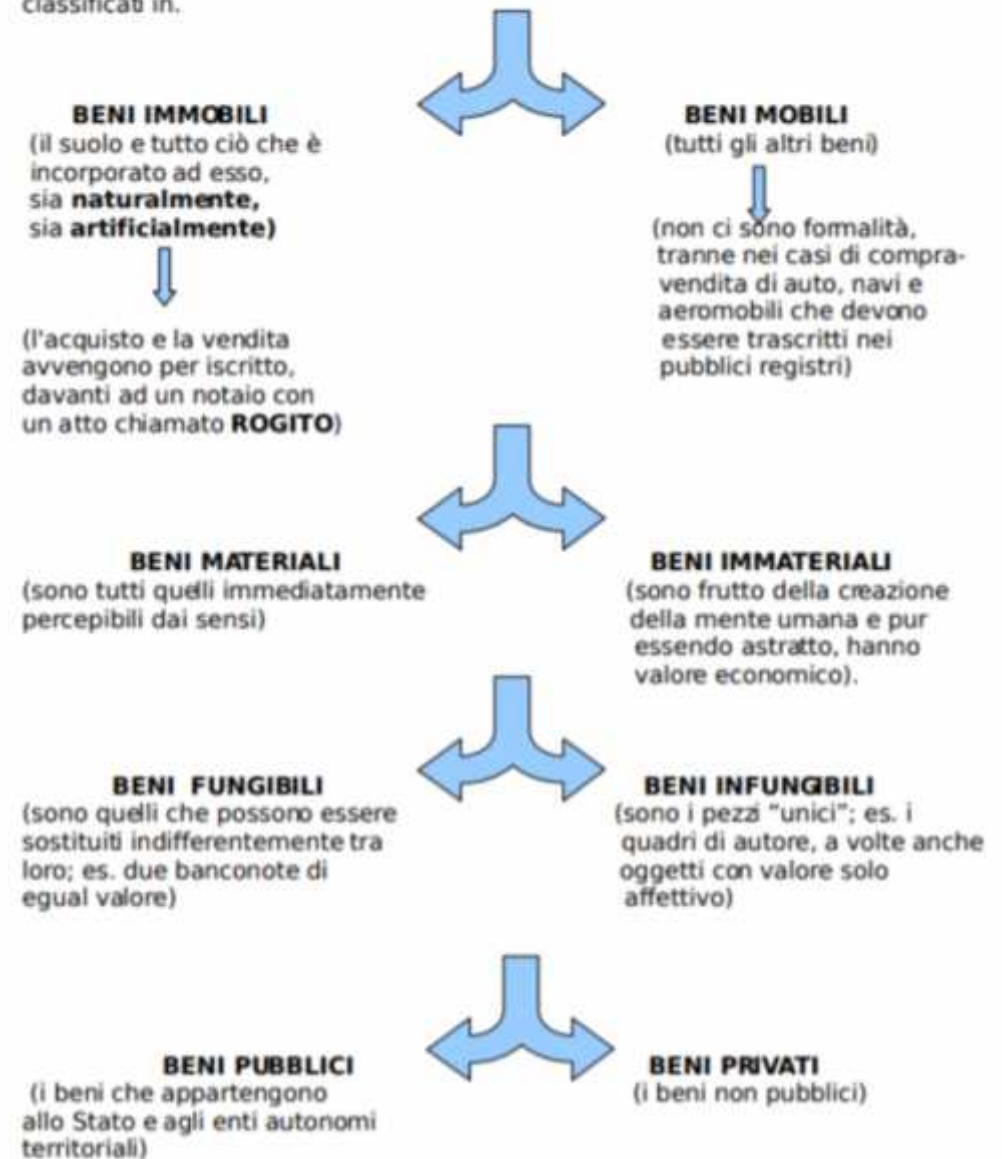 classificati in.
BENI IMMOBILI
(il suolo e tutto ciò che è
incorporato ad esso,
sia naturalmente,
sia artificialmente)
(l'acquisto e la vendita
avvengono per iscritto,
davanti ad un notaio con
un atto chiamato ROGITO)
BENI MOBILI
(tutti gli altri beni)
(non ci sono formalità,
tranne nei casi di compra-
vendita di auto, navi e
aeromobili che devono
essere trascritti nei
pubblici registri)
BENI MATERIALI
(sono tutti quelli immediatamente
percepibili dai sensi)
BENI IMMATERIALI
(sono frutto della creazione
della mente umana e pur
essendo astratto, hanno
valore economico).
BENI FUNGIBILI
(sono quelli che possono essere
sostituiti indifferentemente tra
loro; es. due banconote di
egual valore)
BENI INFUNGIBILI
(sono i pezzi "unici"; es. i
quadri di autore, a volte anche
oggetti con valore solo
affettivo)
BENI PUBBLICI
(i beni che appartengono
allo Stato e agli enti autonomi
territoriali)
BENI PRIVATI
(i beni non pubblici)